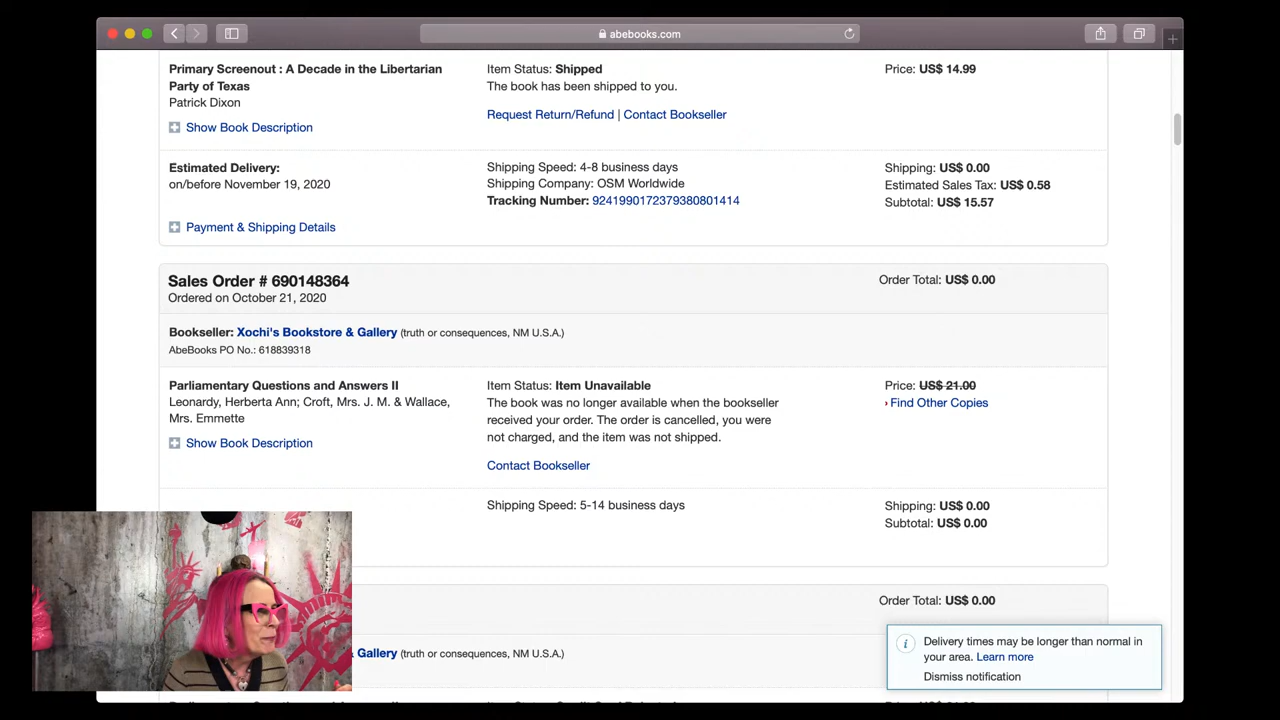 abebooks.com
Primary Screenout : A Decade in the Libertarian
Party of Texas
Patrick Dixon
Show Book Description
Item Status: Shipped
The book has been shipped to you.
Request Return/Refund | Contact Bookseller
Price: US$ 14.99
Estimated Delivery:
on/before November 19, 2020
Payment & Shipping Details
Shipping Speed: 4-8 business days
Shipping Company: OSM Worldwide
Tracking Number: 9241990172379380801414
Shipping: US$ 0.00
Estimated Sales Tax: US$ 0.58
Subtotal: US$ 15.57
Sales Order # 690148364
Ordered on October 21, 2020
Order Total: US$ 0.00
Bookseller: Xochi's Bookstore & Gallery (truth or consequences, NM U.S.A.)
AbeBooks PO No.: 618839318
Parliamentary Questions and Answers II
Leonardy, Herberta Ann; Croft, Mrs. J. M. & Wallace,
Mrs. Emmette
Show Book Description
Item Status: Item Unavailable
The book was no longer available when the bookseller
received your order. The order is cancelled, you were
not charged, and the item was not shipped.
Contact Bookseller
Price: US$ 21.00
› Find Other Copies
Shipping Speed: 5-14 business days
Shipping: US$ 0.00
Subtotal: US$ 0.00
Order Total: US$ 0.00
& Gallery (truth or consequences, NM U.S.A.)
Delivery times may be longer than normal in
your area. Learn more
Dismiss notification